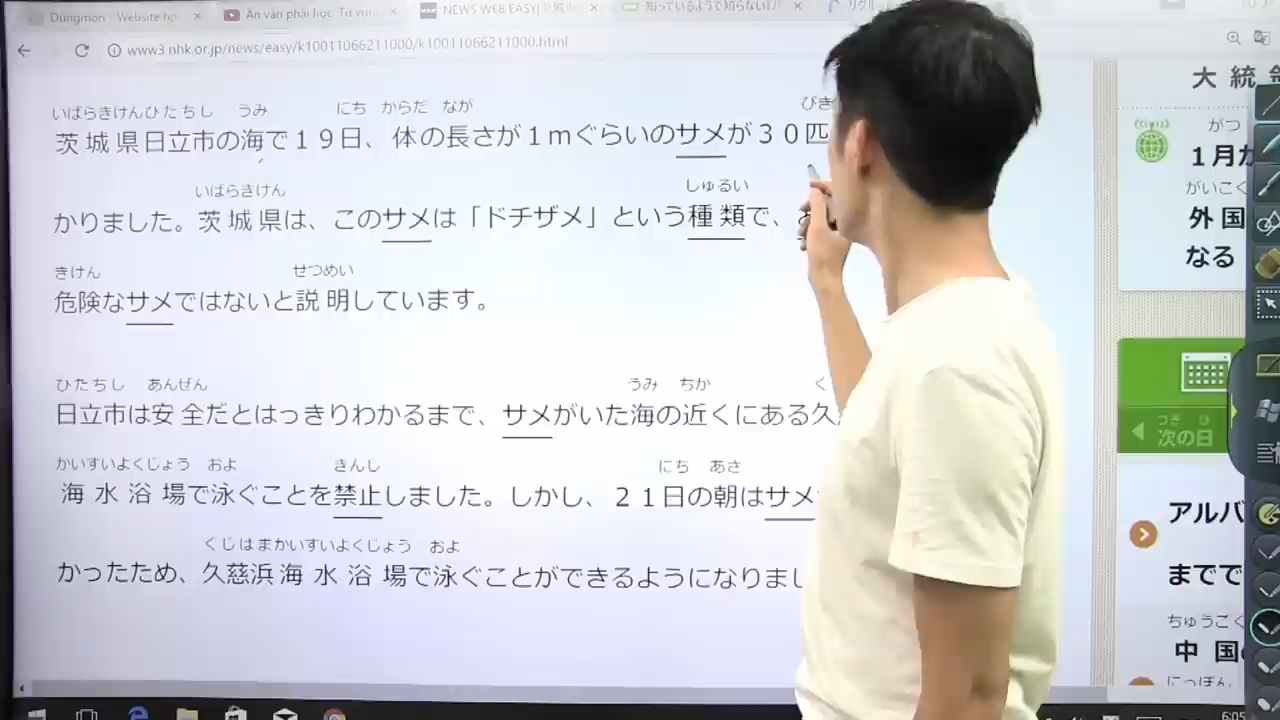 Dungmori - Website học
Ân văn phái học. Từ vựng
NEWS WEB EASY
知っているようで知らない
www3.nhk.or.jp/news/easy/k10011066211000/k10011066211000.html
いばらきけんひたちし うみ にち からだ なが びき
茨城県日立市の海で19日、体の長さが1mぐらいのサメが30匹
いばらきけん しゅるい
かりました。茨城県は、このサメは「ドチザメ」という種類で、お
きけん せつめい
危険なサメではないと説明しています。
ひたちし あんぜん うみ ちか く
日立市は安全だとはっきりわかるまで、サメがいた海の近くにある久
かいすいよくじょう およ きんし にち あさ
海水浴場で泳ぐことを禁止しました。しかし、21日の朝はサメ
くじはまかいすいよくじょう およ
かったため、久慈浜海水浴場で泳ぐことができるようになりまし
大統領
がつ
1月か
がいこく
外国
なる
つぎ ひ
次の日
アルバ
までで
ちゅうごく
中国
にっぽん
6:05